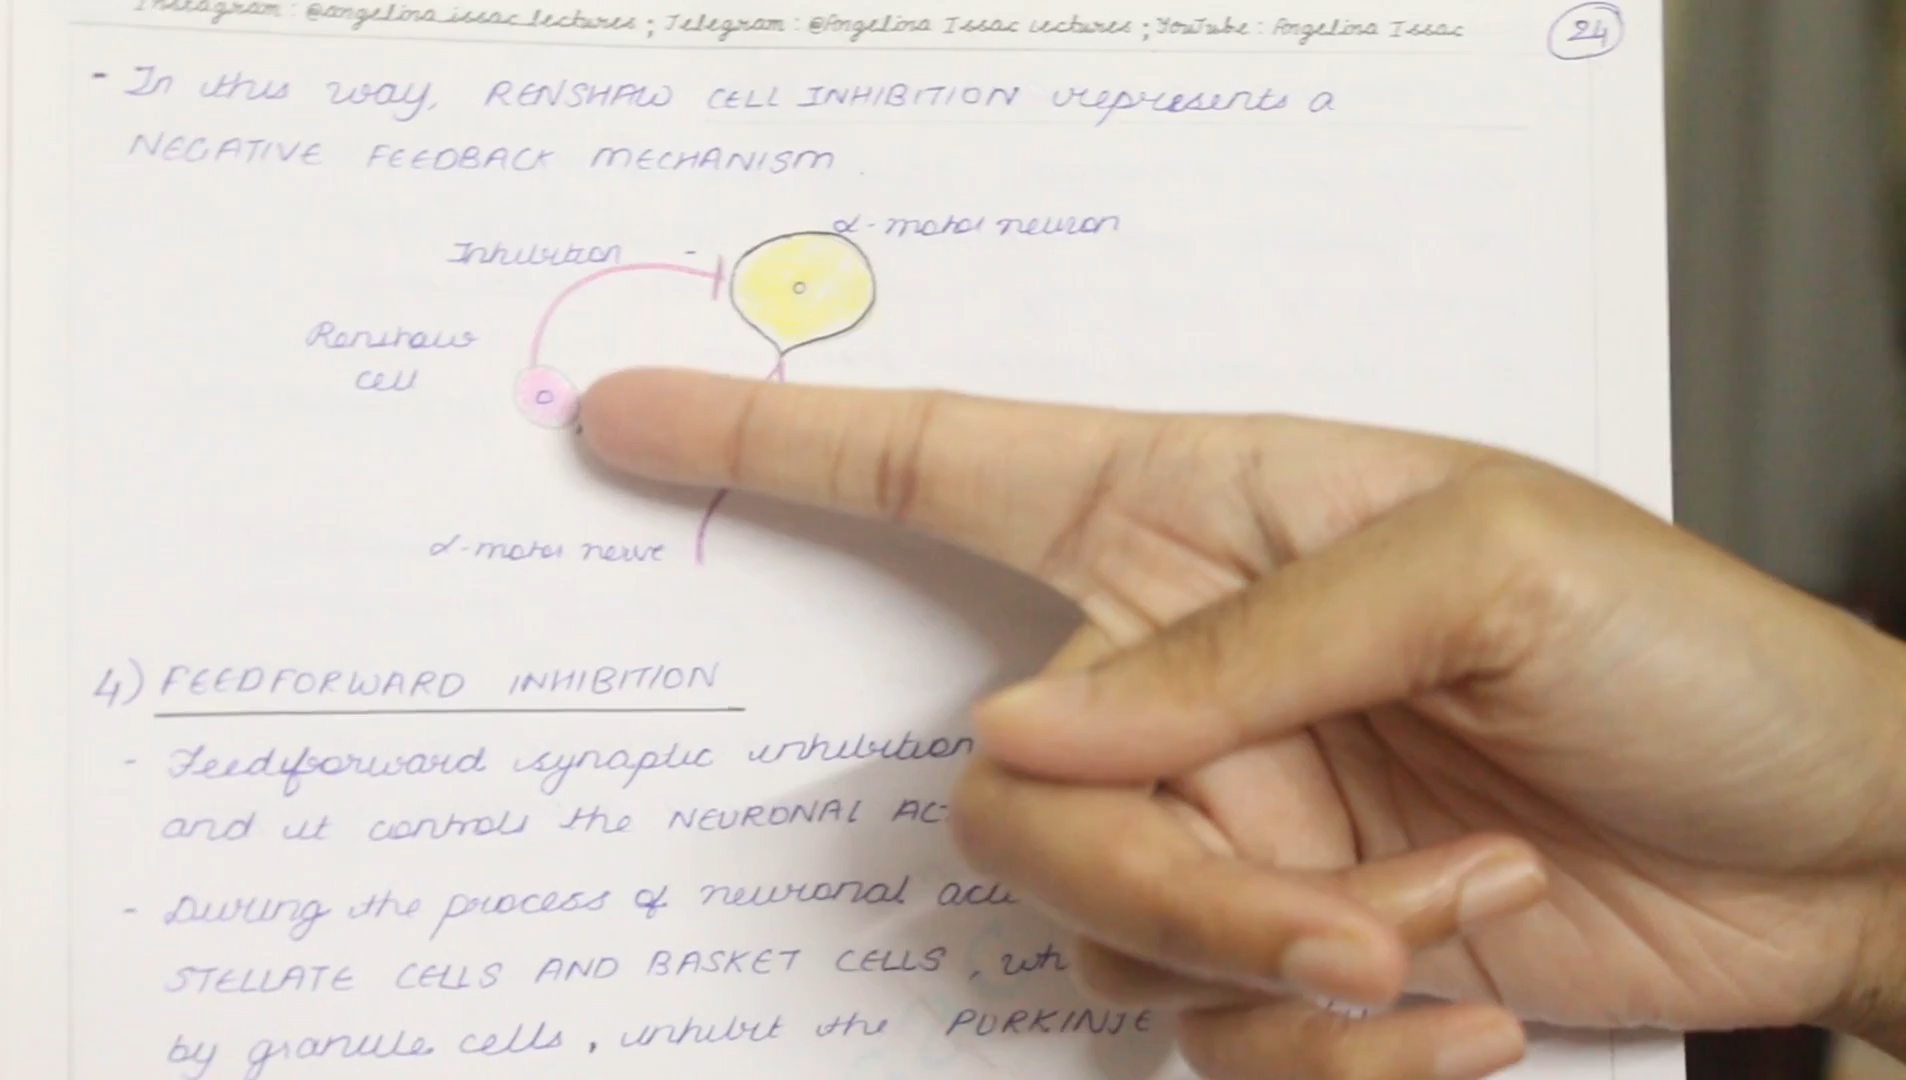 Instagram : @angelina issac lectures ; Telegram : @Angelina Issac Lectures ; YouTube : Angelina Issac
24
- In this way, RENSHAW CELL INHIBITION represents a
NEGATIVE FEEDBACK MECHANISM.
α-motor neuron
Inhibition -
Renshaw
cell
α-motor nerve
4) FEEDFORWARD INHIBITION
- Feedforward synaptic inhibition
and it controls the NEURONAL AC
- During the process of neuronal
STELLATE CELLS AND BASKET CELLS, wh
by granule cells, inhibit the PURKINJE